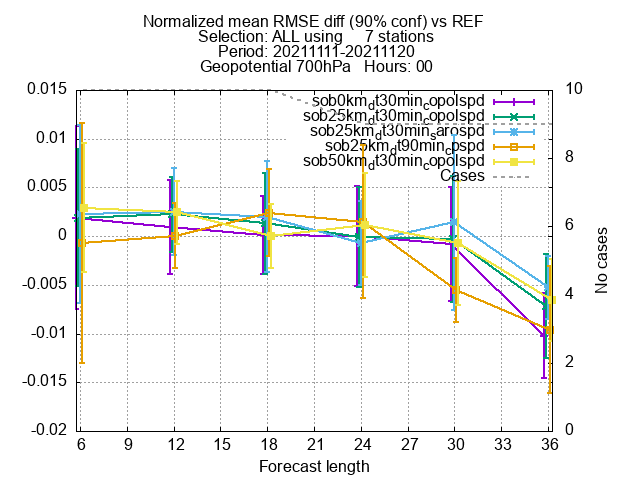 Normalized mean RMSE diff (90% conf) vs REF
Selection: ALL using 7 stations
Period: 20211111-20211120
Geopotential 700hPa Hours: 00
sob0km_dt30min_copolspd
sob25km_dt30min_copolspd
sob25km_dt30min_sarospd
sob25km_dt90min_cpspd
sob50km_dt30min_copolspd
Cases
0.015
0.01
0.005
0
-0.005
-0.01
-0.015
-0.02
10
8
6
4
2
0
No cases
6 9 12 15 18 21 24 27 30 33 36
Forecast length